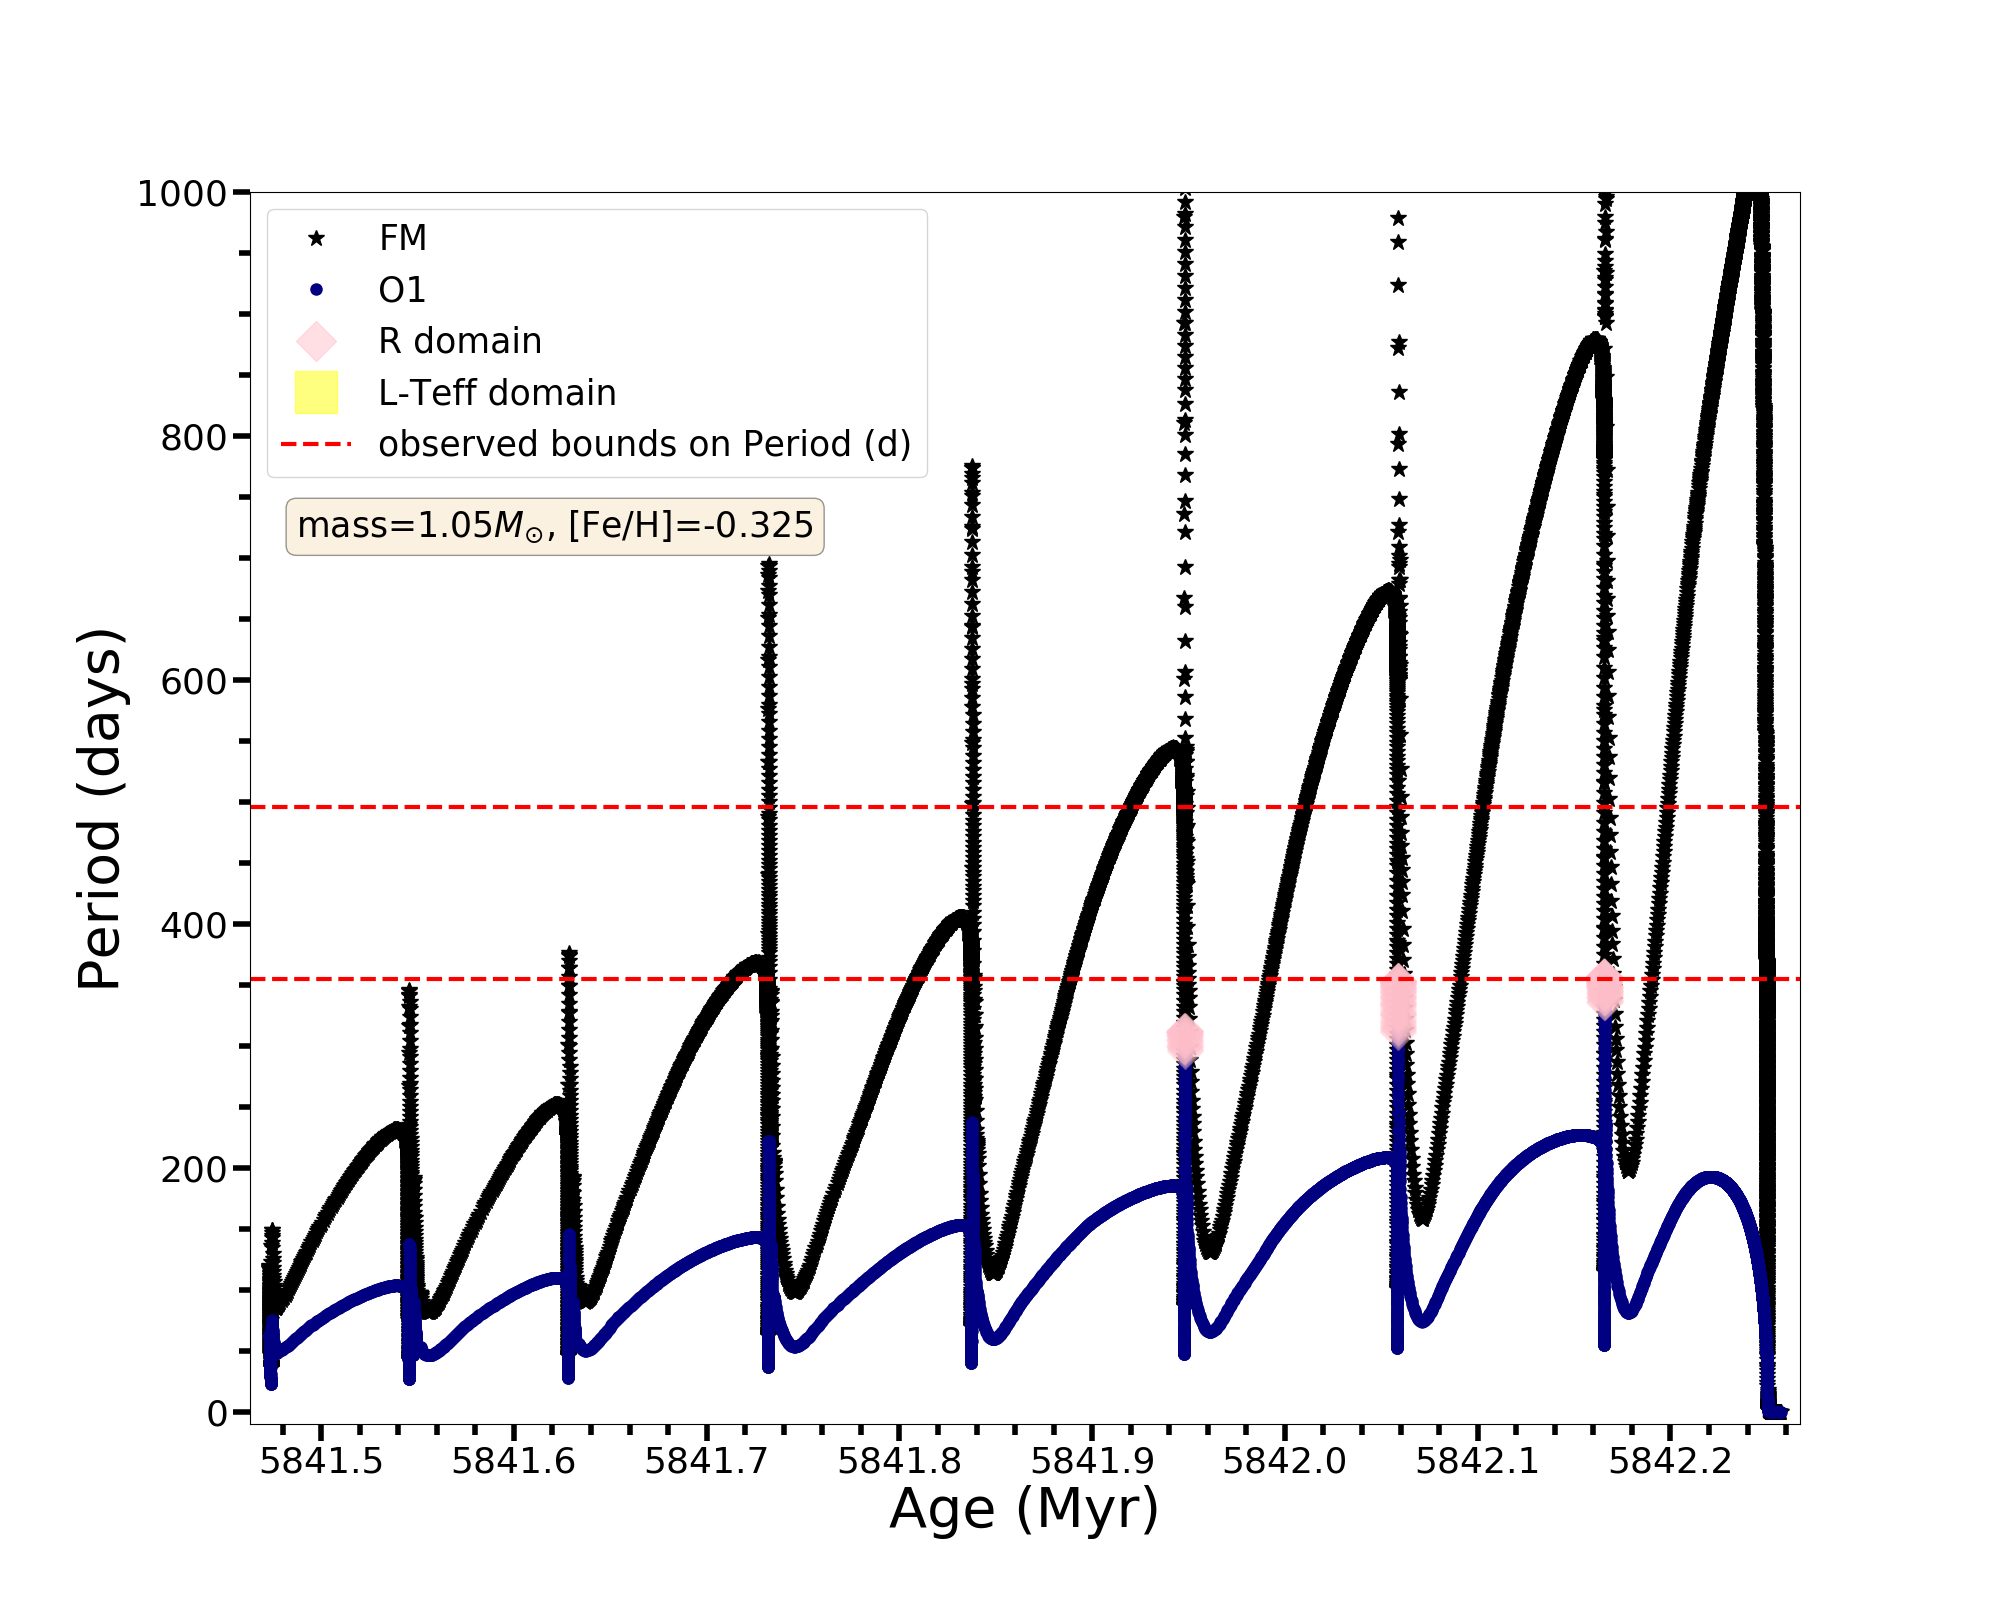 1000
800
600
400
200
0
Period (days)
FM
O1
R domain
L-Teff domain
observed bounds on Period (d)
mass=1.05M☉, [Fe/H]=-0.325
5841.5 5841.6 5841.7 5841.8 5841.9 5842.0 5842.1 5842.2
Age (Myr)